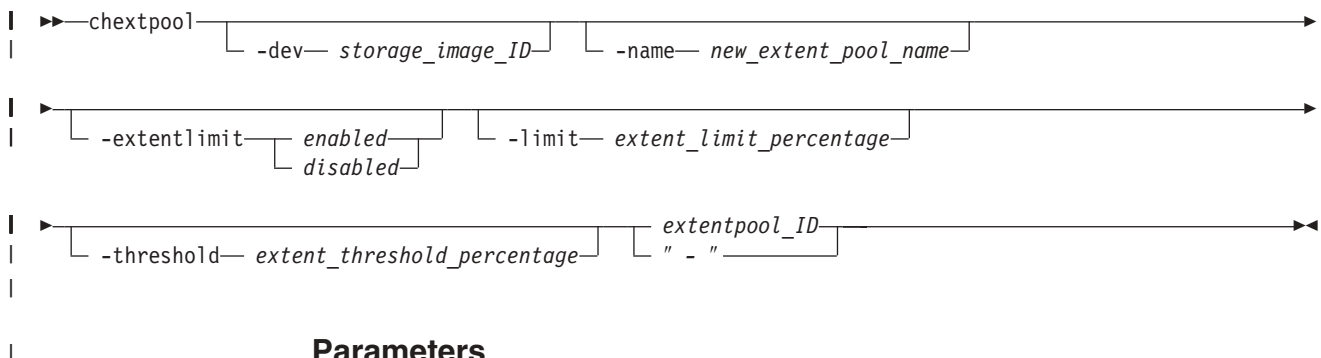 chextpool
-dev storage_image_ID -name new_extent_pool_name
-extentlimit enabled -limit extent_limit_percentage
disabled
extentpool_ID
-threshold extent_threshold_percentage " - "
Parameters